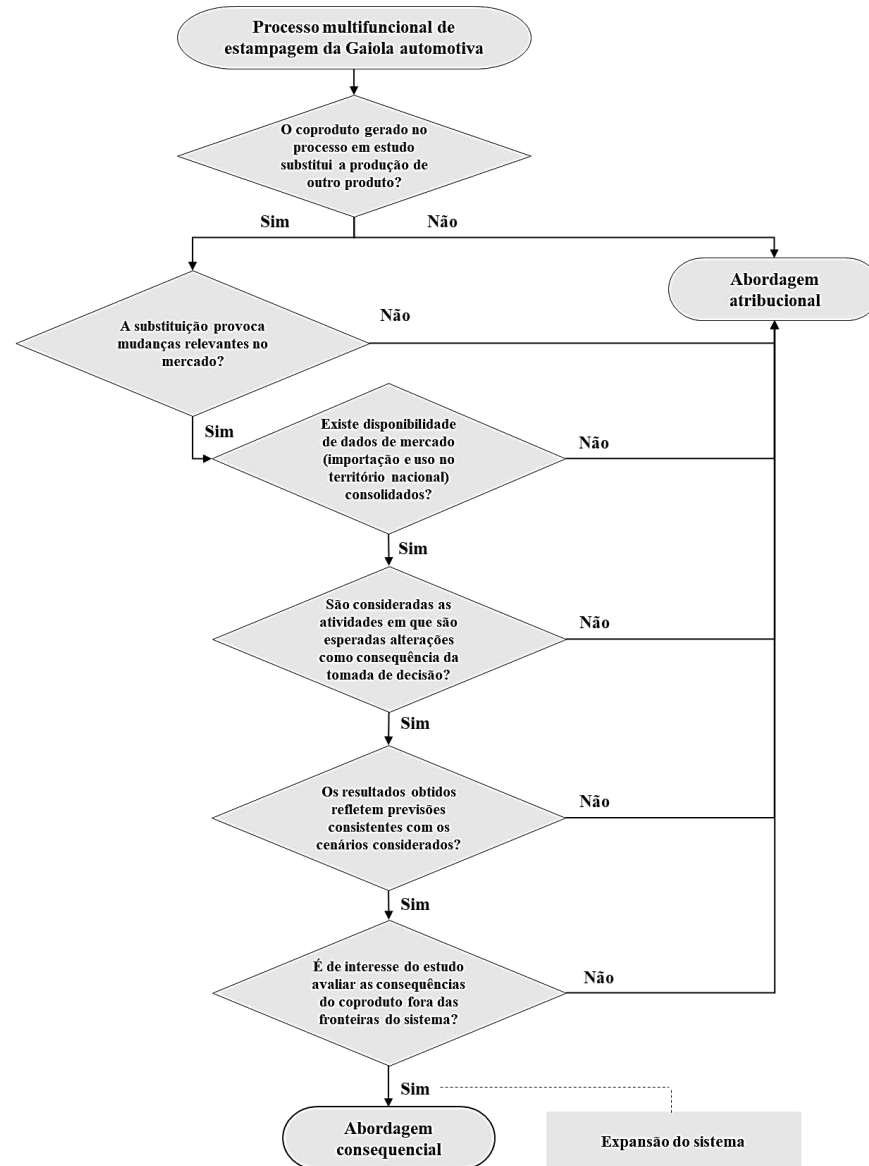 Processo multifuncional de
estampagem da Gaiola automotiva
O coproduto gerado no
processo em estudo
substitui a produção de
outro produto?
Sim
Não
Abordagem
atribucional
A substituição provoca
mudanças relevantes no
mercado?
Não
Sim
Existe disponibilidade
de dados de mercado
(importação e uso no
território nacional)
consolidados?
Não
Sim
São consideradas as
atividades em que são
esperadas alterações
como consequência da
tomada de decisão?
Não
Sim
Os resultados obtidos
refletem previsões
consistentes com os
cenários considerados?
Não
Sim
É de interesse do estudo
avaliar as consequências
do coproduto fora das
fronteiras do sistema?
Não
Sim
Abordagem
consequencial
Expansão do sistema